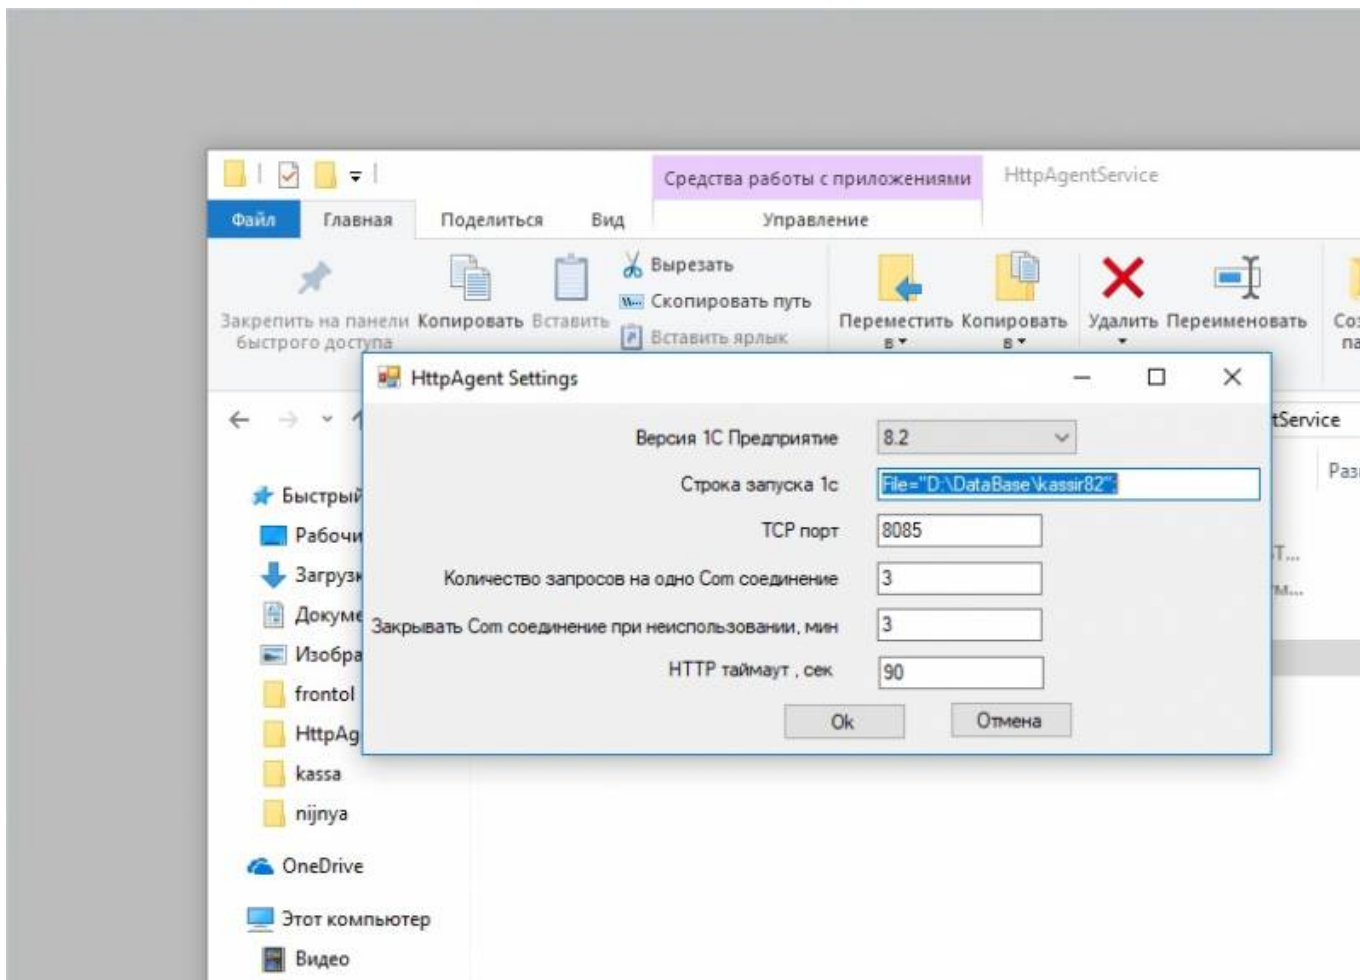 Средства работы с приложениями HttpAgentService
Файл Главная Поделиться Вид Управление
Вырезать
Скопировать путь
Вставить ярлык
Закрепить на панели быстрого доступа
Копировать
Вставить
Переместить в
Копировать в
Удалить
Переименовать
HttpAgent Settings
tService
Версия 1С Предприятие 8.2
Строка запуска 1с File="D:\DataBase\kassir82";
TCP порт 8085
Количество запросов на одно Com соединение 3
Закрывать Com соединение при неиспользовании, мин 3
HTTP таймаут , сек 90
Ok Отмена
Быстрый
Рабочи
Загрузк
Докуме
Изобра
frontol
HttpAg
kassa
nijnya
OneDrive
Этот компьютер
Видео